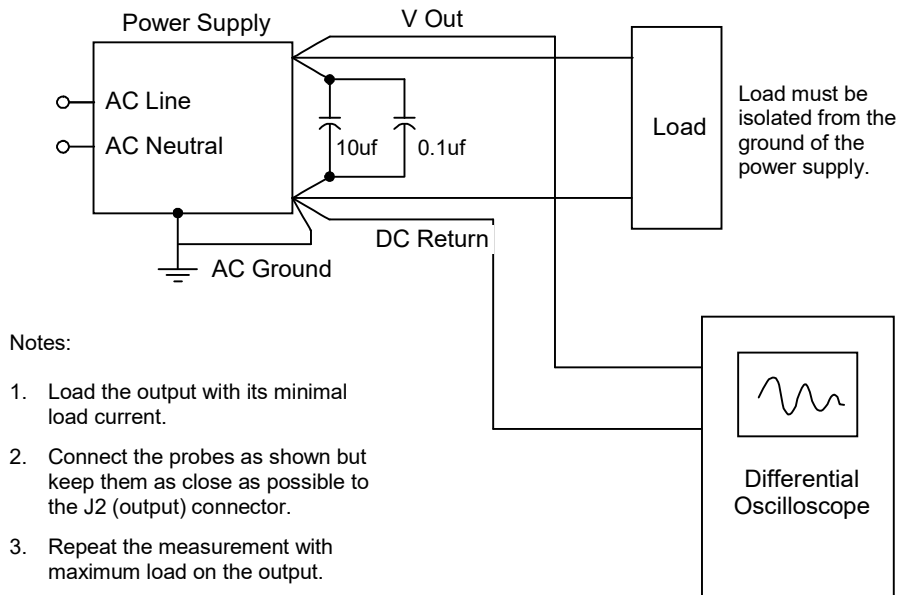 Power Supply
V Out
AC Line
AC Neutral
10uf
0.1uf
Load
Load must be
isolated from the
ground of the
power supply.
DC Return
AC Ground
Notes:
1. Load the output with its minimal
load current.
2. Connect the probes as shown but
keep them as close as possible to
the J2 (output) connector.
3. Repeat the measurement with
maximum load on the output.
Differential
Oscilloscope